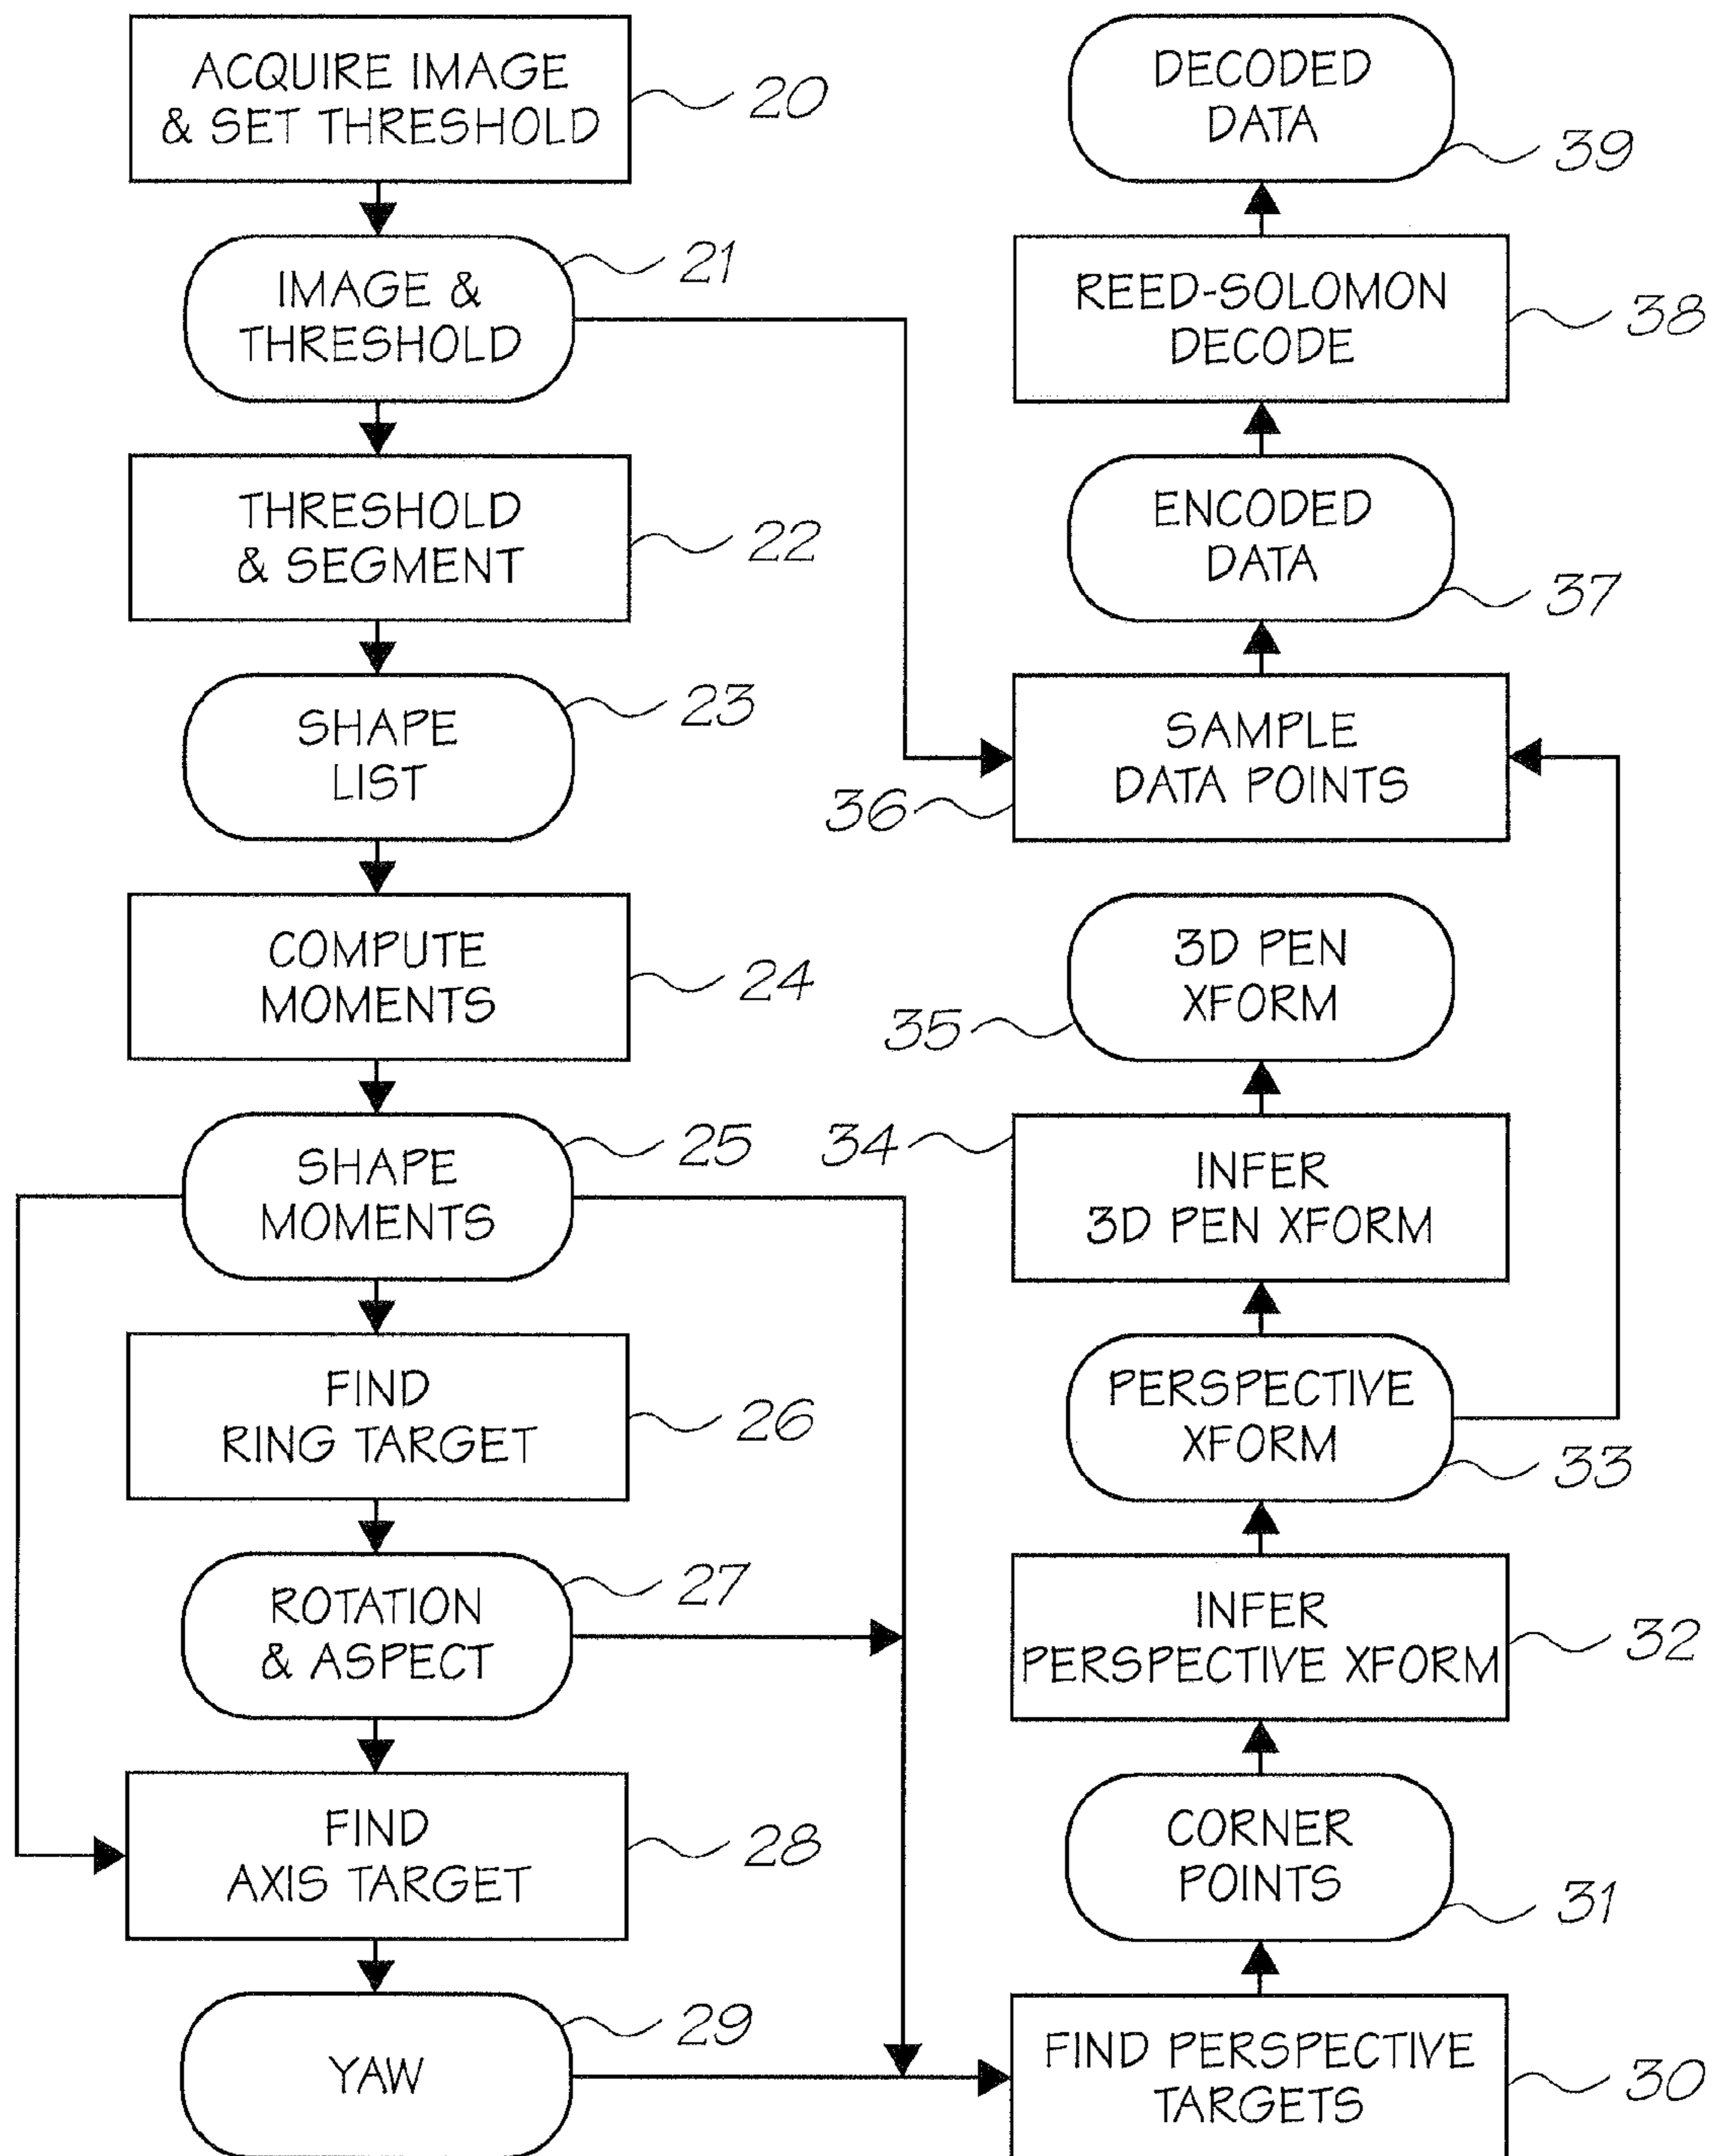 ACQUIRE IMAGE
& SET THRESHOLD
20
IMAGE &
THRESHOLD
21
THRESHOLD
& SEGMENT
22
SHAPE
LIST
23
COMPUTE
MOMENTS
24
SHAPE
MOMENTS
25
FIND
RING TARGET
26
ROTATION
& ASPECT
27
FIND
AXIS TARGET
28
YAW
29
DECODED
DATA
39
REED-SOLOMON
DECODE
38
ENCODED
DATA
37
SAMPLE
DATA POINTS
36
3D PEN
XFORM
35
INFER
3D PEN XFORM
34
PERSPECTIVE
XFORM
33
INFER
PERSPECTIVE XFORM
32
CORNER
POINTS
31
FIND PERSPECTIVE
TARGETS
30